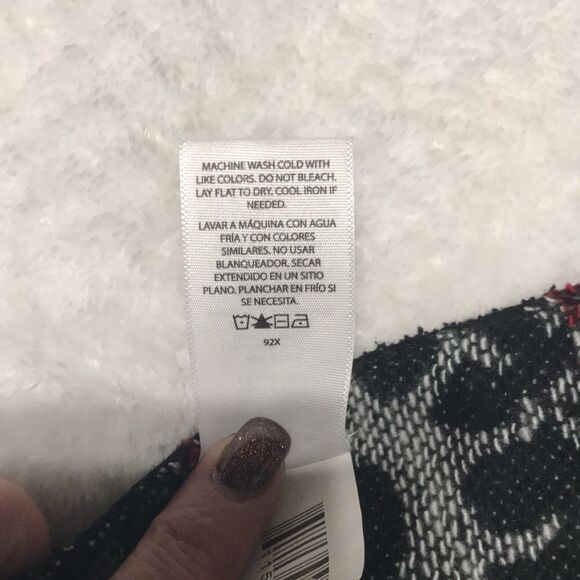 MACHINE WASH COLD WITH
LIKE COLORS. DO NOT BLEACH.
LAY FLAT TO DRY. COOL IRON IF
NEEDED.
LAVAR A MÁQUINA CON AGUA
FRÍA Y CON COLORES
SIMILARES. NO USAR
BLANQUEADOR. SECAR
EXTENDIDO EN UN SITIO
PLANO. PLANCHAR EN FRÍO SI
SE NECESITA.
92X